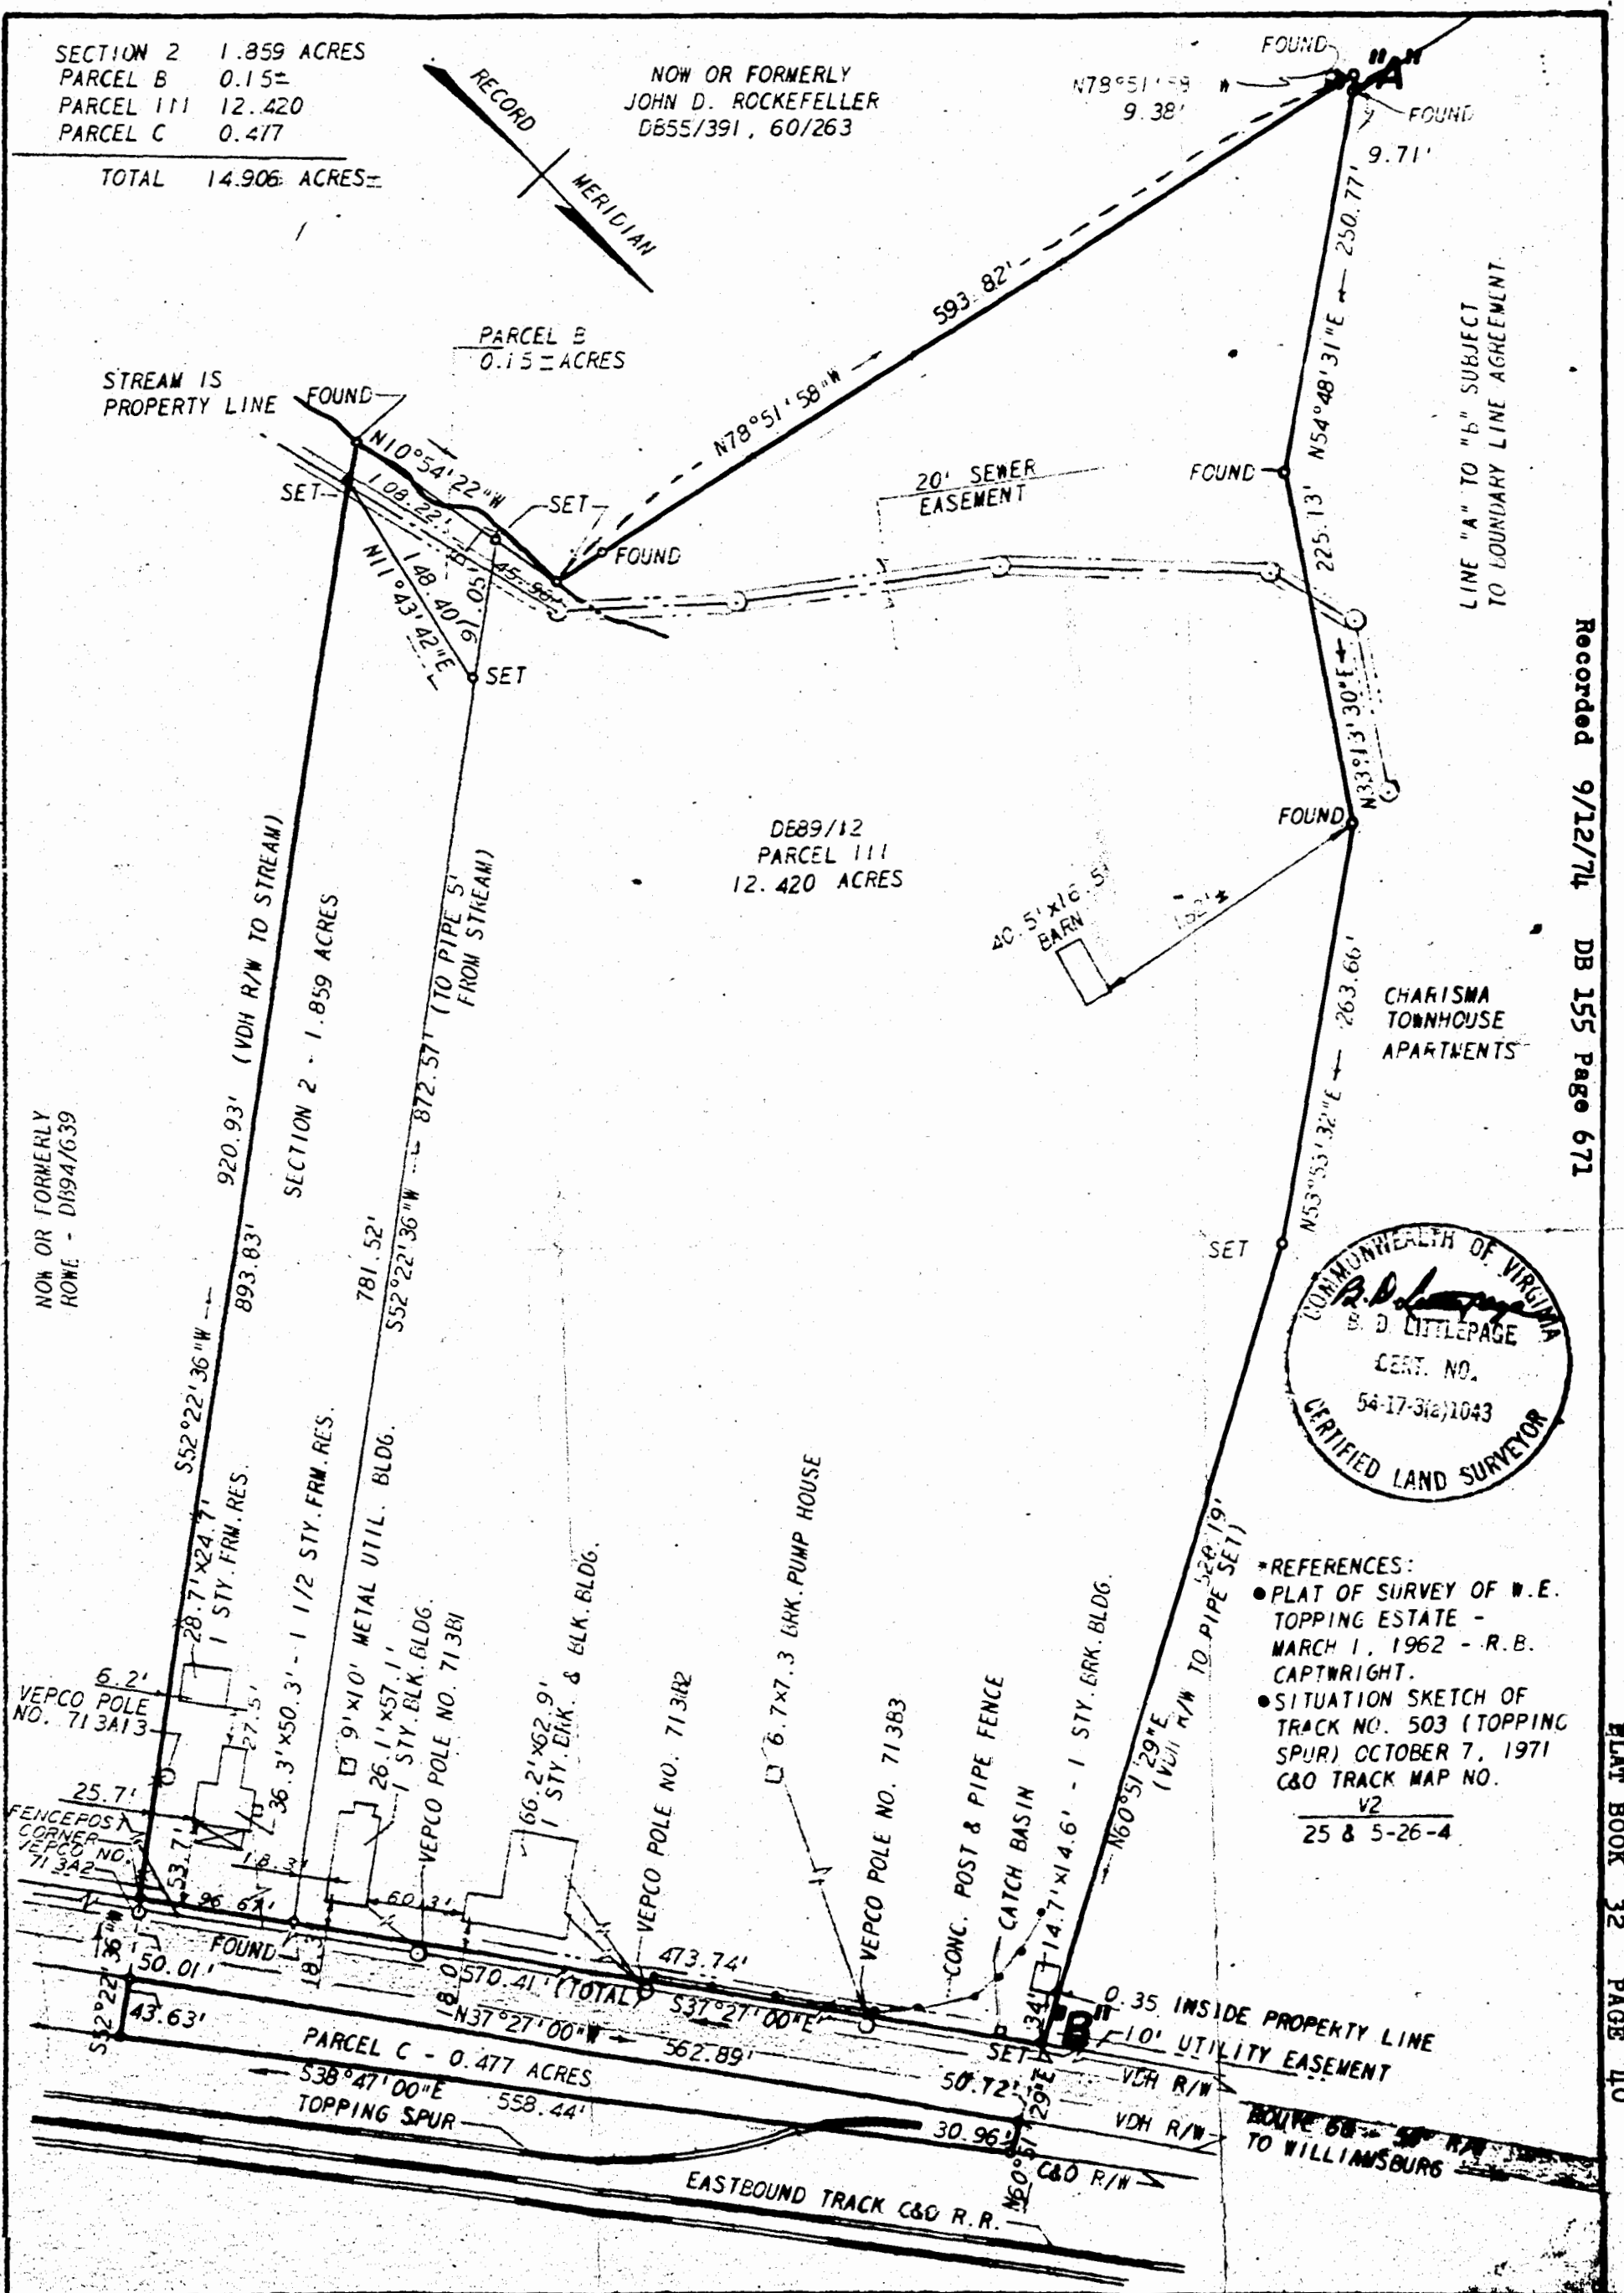 SECTION 2 1.859 ACRES
PARCEL B 0.15±
PARCEL III 12.420
PARCEL C 0.477
TOTAL 14.906 ACRES±
RECORD
MERIDIAN
NOW OR FORMERLY
JOHN D. ROCKEFELLER
DB55/391, 60/263
FOUND
"A"
9.38'
FOUND
9.71'
250.77'
N54°48'31"E
593.82'
N78°51'58"W
PARCEL B
0.15± ACRES
STREAM IS
PROPERTY LINE
FOUND
N10°54'22"W
108.22'
SET
SET
FOUND
148.40'
N11°43'42"E
91.05'
SET
20' SEWER
EASEMENT
FOUND
225.13'
N33°13'30"E
LINE "A" TO "B" SUBJECT
TO BOUNDARY LINE AGREEMENT
Recorded 9/12/74 DB 155 Page 671
FOUND
DB89/12
PARCEL III
12.420 ACRES
40.5'x16.5'
BARN
263.66'
N53°53'32"E
CHARISMA
TOWNHOUSE
APARTMENTS
SET
NOW OR FORMERLY
ROWE - DB94/639
920.93' (VDH R/W TO STREAM)
S52°22'36"W
893.83'
SECTION 2 - 1.859 ACRES
781.52'
S52°22'36"W
872.57' (TO PIPE 5'
FROM STREAM)
COMMONWEALTH OF VIRGINIA
B. D. LITTLEPAGE
CERT. NO.
54-17-3(a)1043
CERTIFIED LAND SURVEYOR
*REFERENCES:
●PLAT OF SURVEY OF W.E.
TOPPING ESTATE -
MARCH 1, 1962 - R.B.
CAPTWRIGHT.
●SITUATION SKETCH OF
TRACK NO. 503 (TOPPING
SPUR) OCTOBER 7, 1971
C&O TRACK MAP NO.
V2
25 & 5-26-4
28.7'x24.7'
1 STY.FRM.RES.
36.3'x50.3' - 1 1/2 STY.FRM.RES.
9'x10' METAL UTIL. BLDG.
26.1'x57.1'
1 STY.BLK.BLDG.
VEPCO POLE NO. 713B1
66.2'x62.9'
1 STY.BRK. & BLK.BLDG.
VEPCO POLE NO. 713B2
6.7x7.3 BRK.PUMP HOUSE
VEPCO POLE NO. 713B3
CONC. POST & PIPE FENCE
CATCH BASIN
14.7'x14.6' - 1 STY.BRK.BLDG.
N60°51'29"E
(VDH R/W TO PIPE SET)
6.2'
VEPCO POLE
NO. 713A13
27.5'
25.7'
FENCEPOST
CORNER
VEPCO NO.
713A2
53.7'
18.3'
96.67'
60.3'
FOUND
18.3
18.0
S52°22'36"W
50.01'
43.63'
570.41' (TOTAL)
473.74'
S37°27'00"E
N37°27'00"W
562.89'
PARCEL C - 0.477 ACRES
S38°47'00"E
558.44'
TOPPING SPUR
"B"
0.35 INSIDE PROPERTY LINE
10' UTILITY EASEMENT
SET
50.72'
30.96'
N60°51'29"E
VDH R/W
VDH R/W
C&O R/W
TO WILLIAMSBURG
EASTBOUND TRACK C&O R.R.
PLAT BOOK 32 PAGE 40